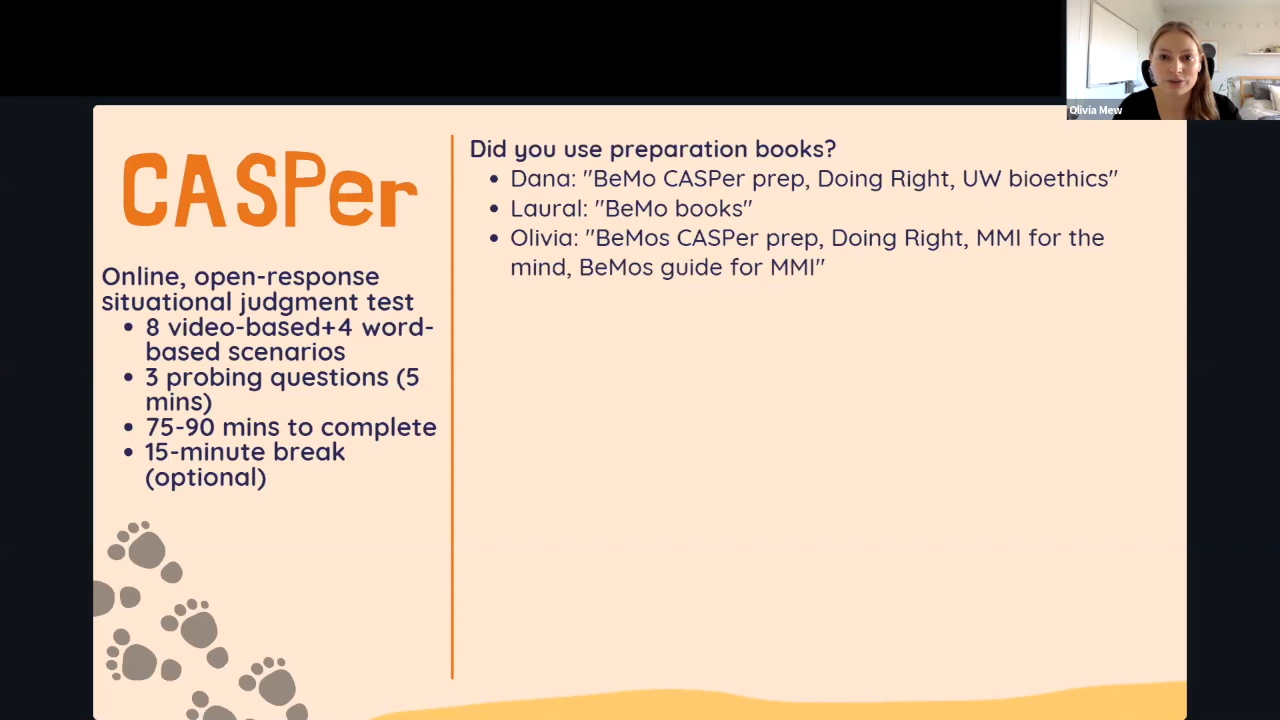 Olivia Mew
CASPer
Online, open-response
situational judgment test
• 8 video-based+4 word-
based scenarios
• 3 probing questions (5
mins)
• 75-90 mins to complete
• 15-minute break
(optional)
Did you use preparation books?
• Dana: "BeMo CASPer prep, Doing Right, UW bioethics"
• Laural: "BeMo books"
• Olivia: "BeMos CASPer prep, Doing Right, MMI for the
mind, BeMos guide for MMI"